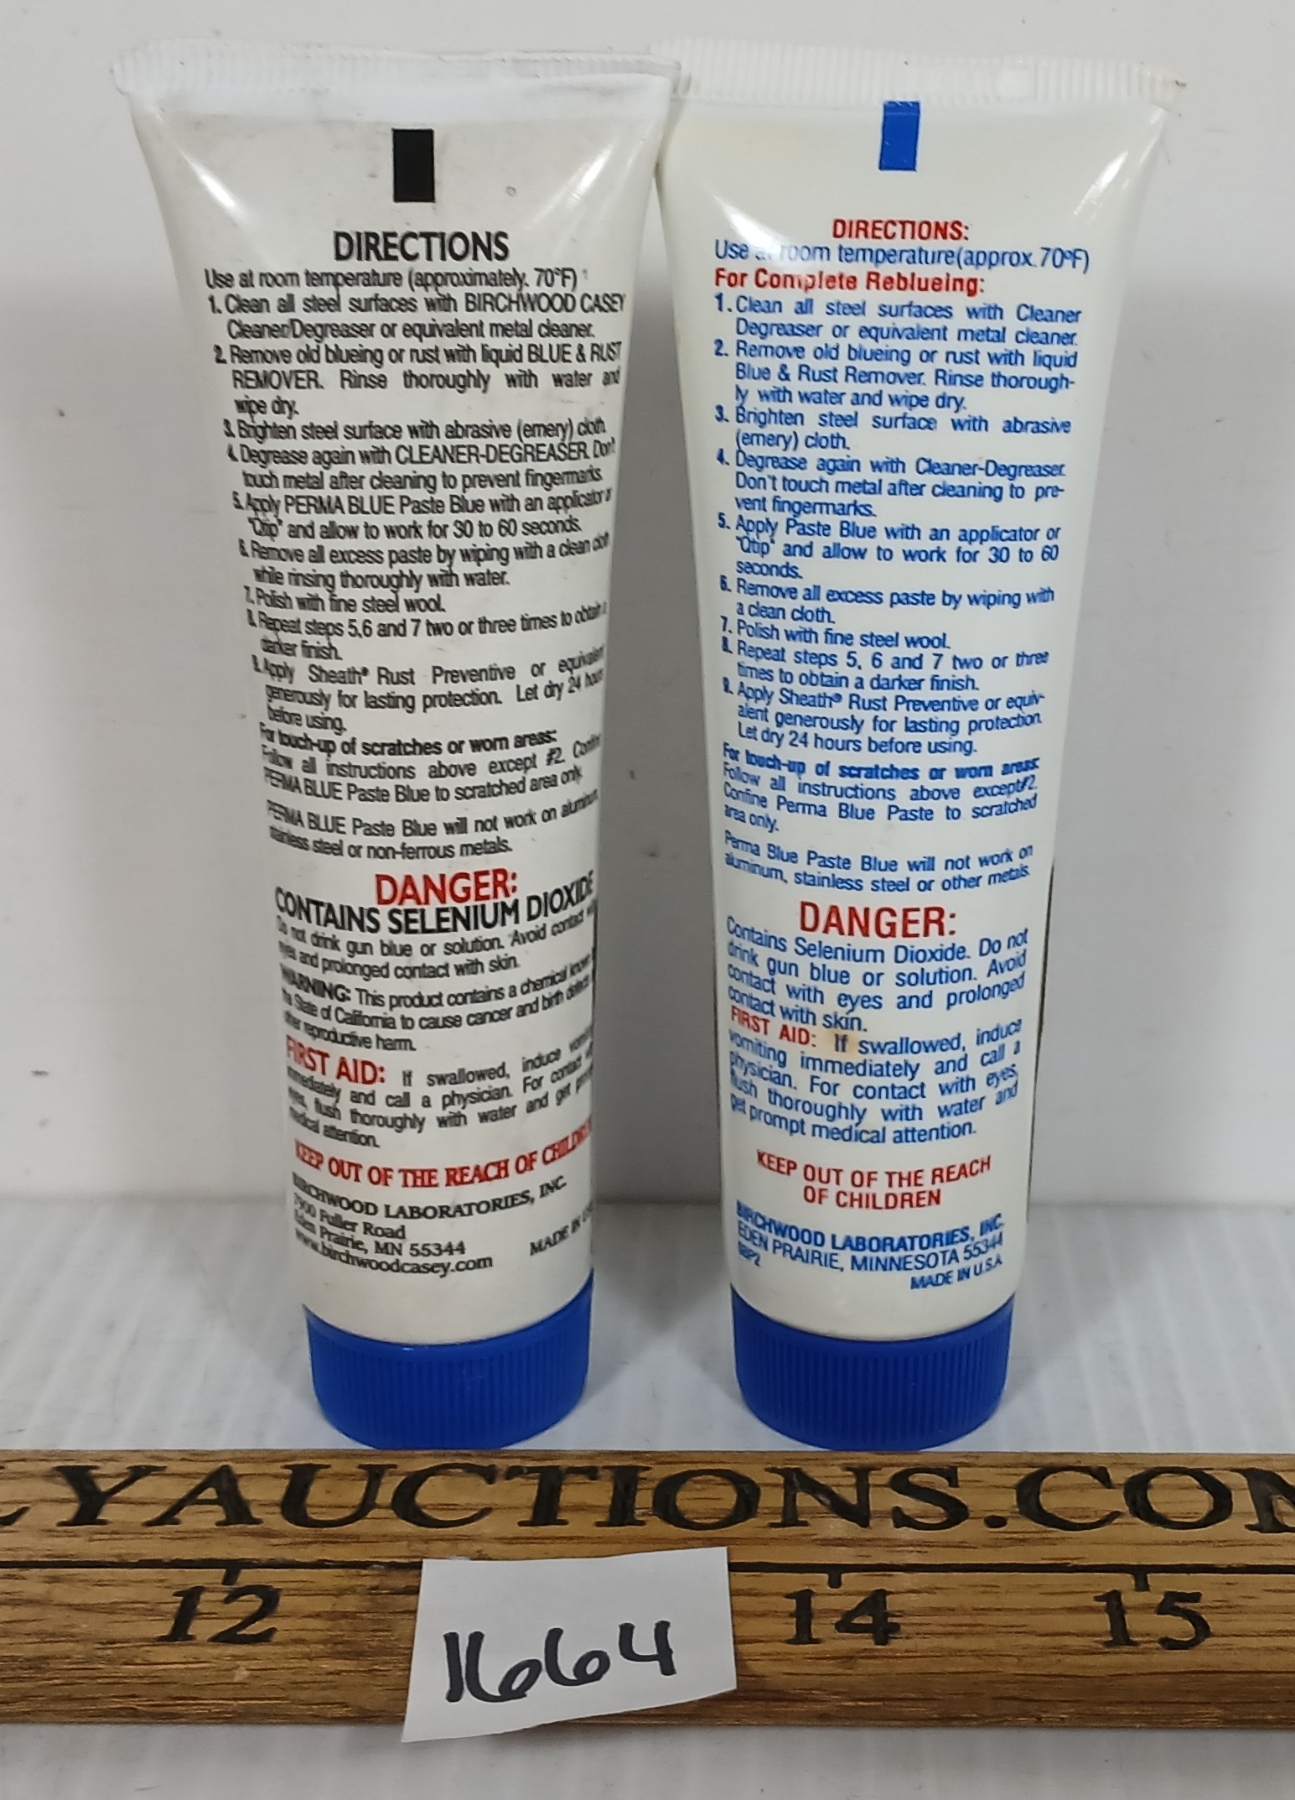 DIRECTIONS
Use at room temperature (approximately. 70°F)
1. Clean all steel surfaces with BIRCHWOOD CASEY
Cleaner/Degreaser or equivalent metal cleaner.
2. Remove old blueing or rust with liquid BLUE & RUST
REMOVER. Rinse thoroughly with water and
wipe dry.
3. Brighten steel surface with abrasive (emery) cloth.
4. Degrease again with CLEANER-DEGREASER. Don't
touch metal after cleaning to prevent fingermarks.
5. Apply PERMA BLUE Paste Blue with an applicator or
"Qtip" and allow to work for 30 to 60 seconds.
6. Remove all excess paste by wiping with a clean cloth
while rinsing thoroughly with water.
7. Polish with fine steel wool.
8. Repeat steps 5,6 and 7 two or three times to obtain a
darker finish.
9. Apply Sheath® Rust Preventive or equivalent
generously for lasting protection. Let dry 24 hours
before using.
For touch-up of scratches or worn areas:
Follow all instructions above except #2. Confine
PERMA BLUE Paste Blue to scratched area only.
PERMA BLUE Paste Blue will not work on aluminum,
stainless steel or non-ferrous metals.
DANGER:
CONTAINS SELENIUM DIOXIDE
Do not drink gun blue or solution. Avoid contact with
eyes and prolonged contact with skin.
WARNING: This product contains a chemical known
to State of California to cause cancer and birth defects
other reproductive harm.
FIRST AID: If swallowed, induce vomiting
immediately and call a physician. For contact with
eyes, flush thoroughly with water and get prompt
medical attention.
KEEP OUT OF THE REACH OF CHILDREN
BIRCHWOOD LABORATORIES, INC.
7900 Fuller Road
Eden Prairie, MN 55344
www.birchwoodcasey.com
MADE IN U.S.
DIRECTIONS:
Use at room temperature(approx.70ºF)
For Complete Reblueing:
1. Clean all steel surfaces with Cleaner
Degreaser or equivalent metal cleaner.
2. Remove old blueing or rust with liquid
Blue & Rust Remover. Rinse thorough-
ly with water and wipe dry.
3. Brighten steel surface with abrasive
(emery) cloth.
4. Degrease again with Cleaner-Degreaser.
Don't touch metal after cleaning to pre-
vent fingermarks.
5. Apply Paste Blue with an applicator or
"Qtip" and allow to work for 30 to 60
seconds.
6. Remove all excess paste by wiping with
a clean cloth.
7. Polish with fine steel wool.
8. Repeat steps 5, 6 and 7 two or three
times to obtain a darker finish.
9. Apply Sheath® Rust Preventive or equiv-
alent generously for lasting protection.
Let dry 24 hours before using.
For touch-up of scratches or worn areas:
Follow all instructions above except#2.
Confine Perma Blue Paste to scratched
area only.
Perma Blue Paste Blue will not work on
aluminum, stainless steel or other metals.
DANGER:
Contains Selenium Dioxide. Do not
drink gun blue or solution. Avoid
contact with eyes and prolonged
contact with skin.
FIRST AID: If swallowed, induce
vomiting immediately and call a
physician. For contact with eyes,
flush thoroughly with water and
get prompt medical attention.
KEEP OUT OF THE REACH
OF CHILDREN
BIRCHWOOD LABORATORIES, INC.
EDEN PRAIRIE, MINNESOTA 55344
MADE IN U.S.A.
LYAUCTIONS.COM
12 14 15
1664